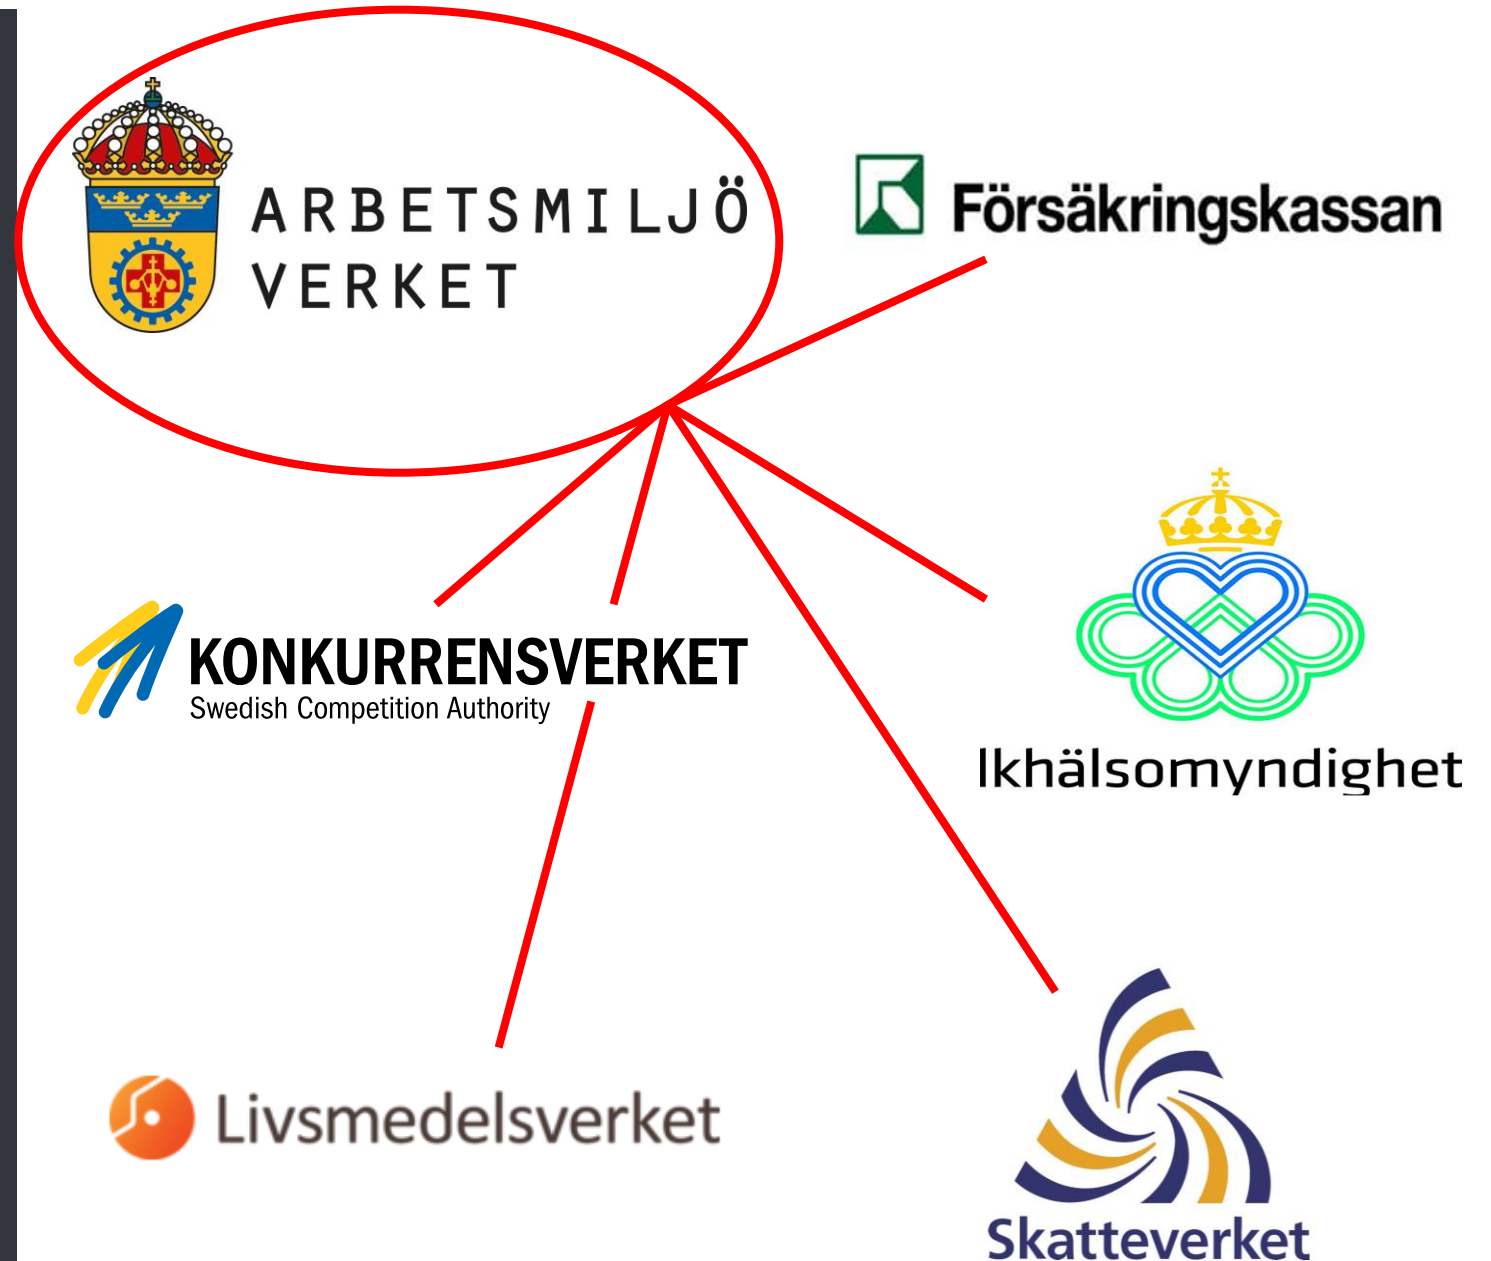 ARBETSMILJÖ
VERKET
Försäkringskassan
KONKURRENSVERKET
Swedish Competition Authority
lkhälsomyndighet
Livsmedelsverket
Skatteverket